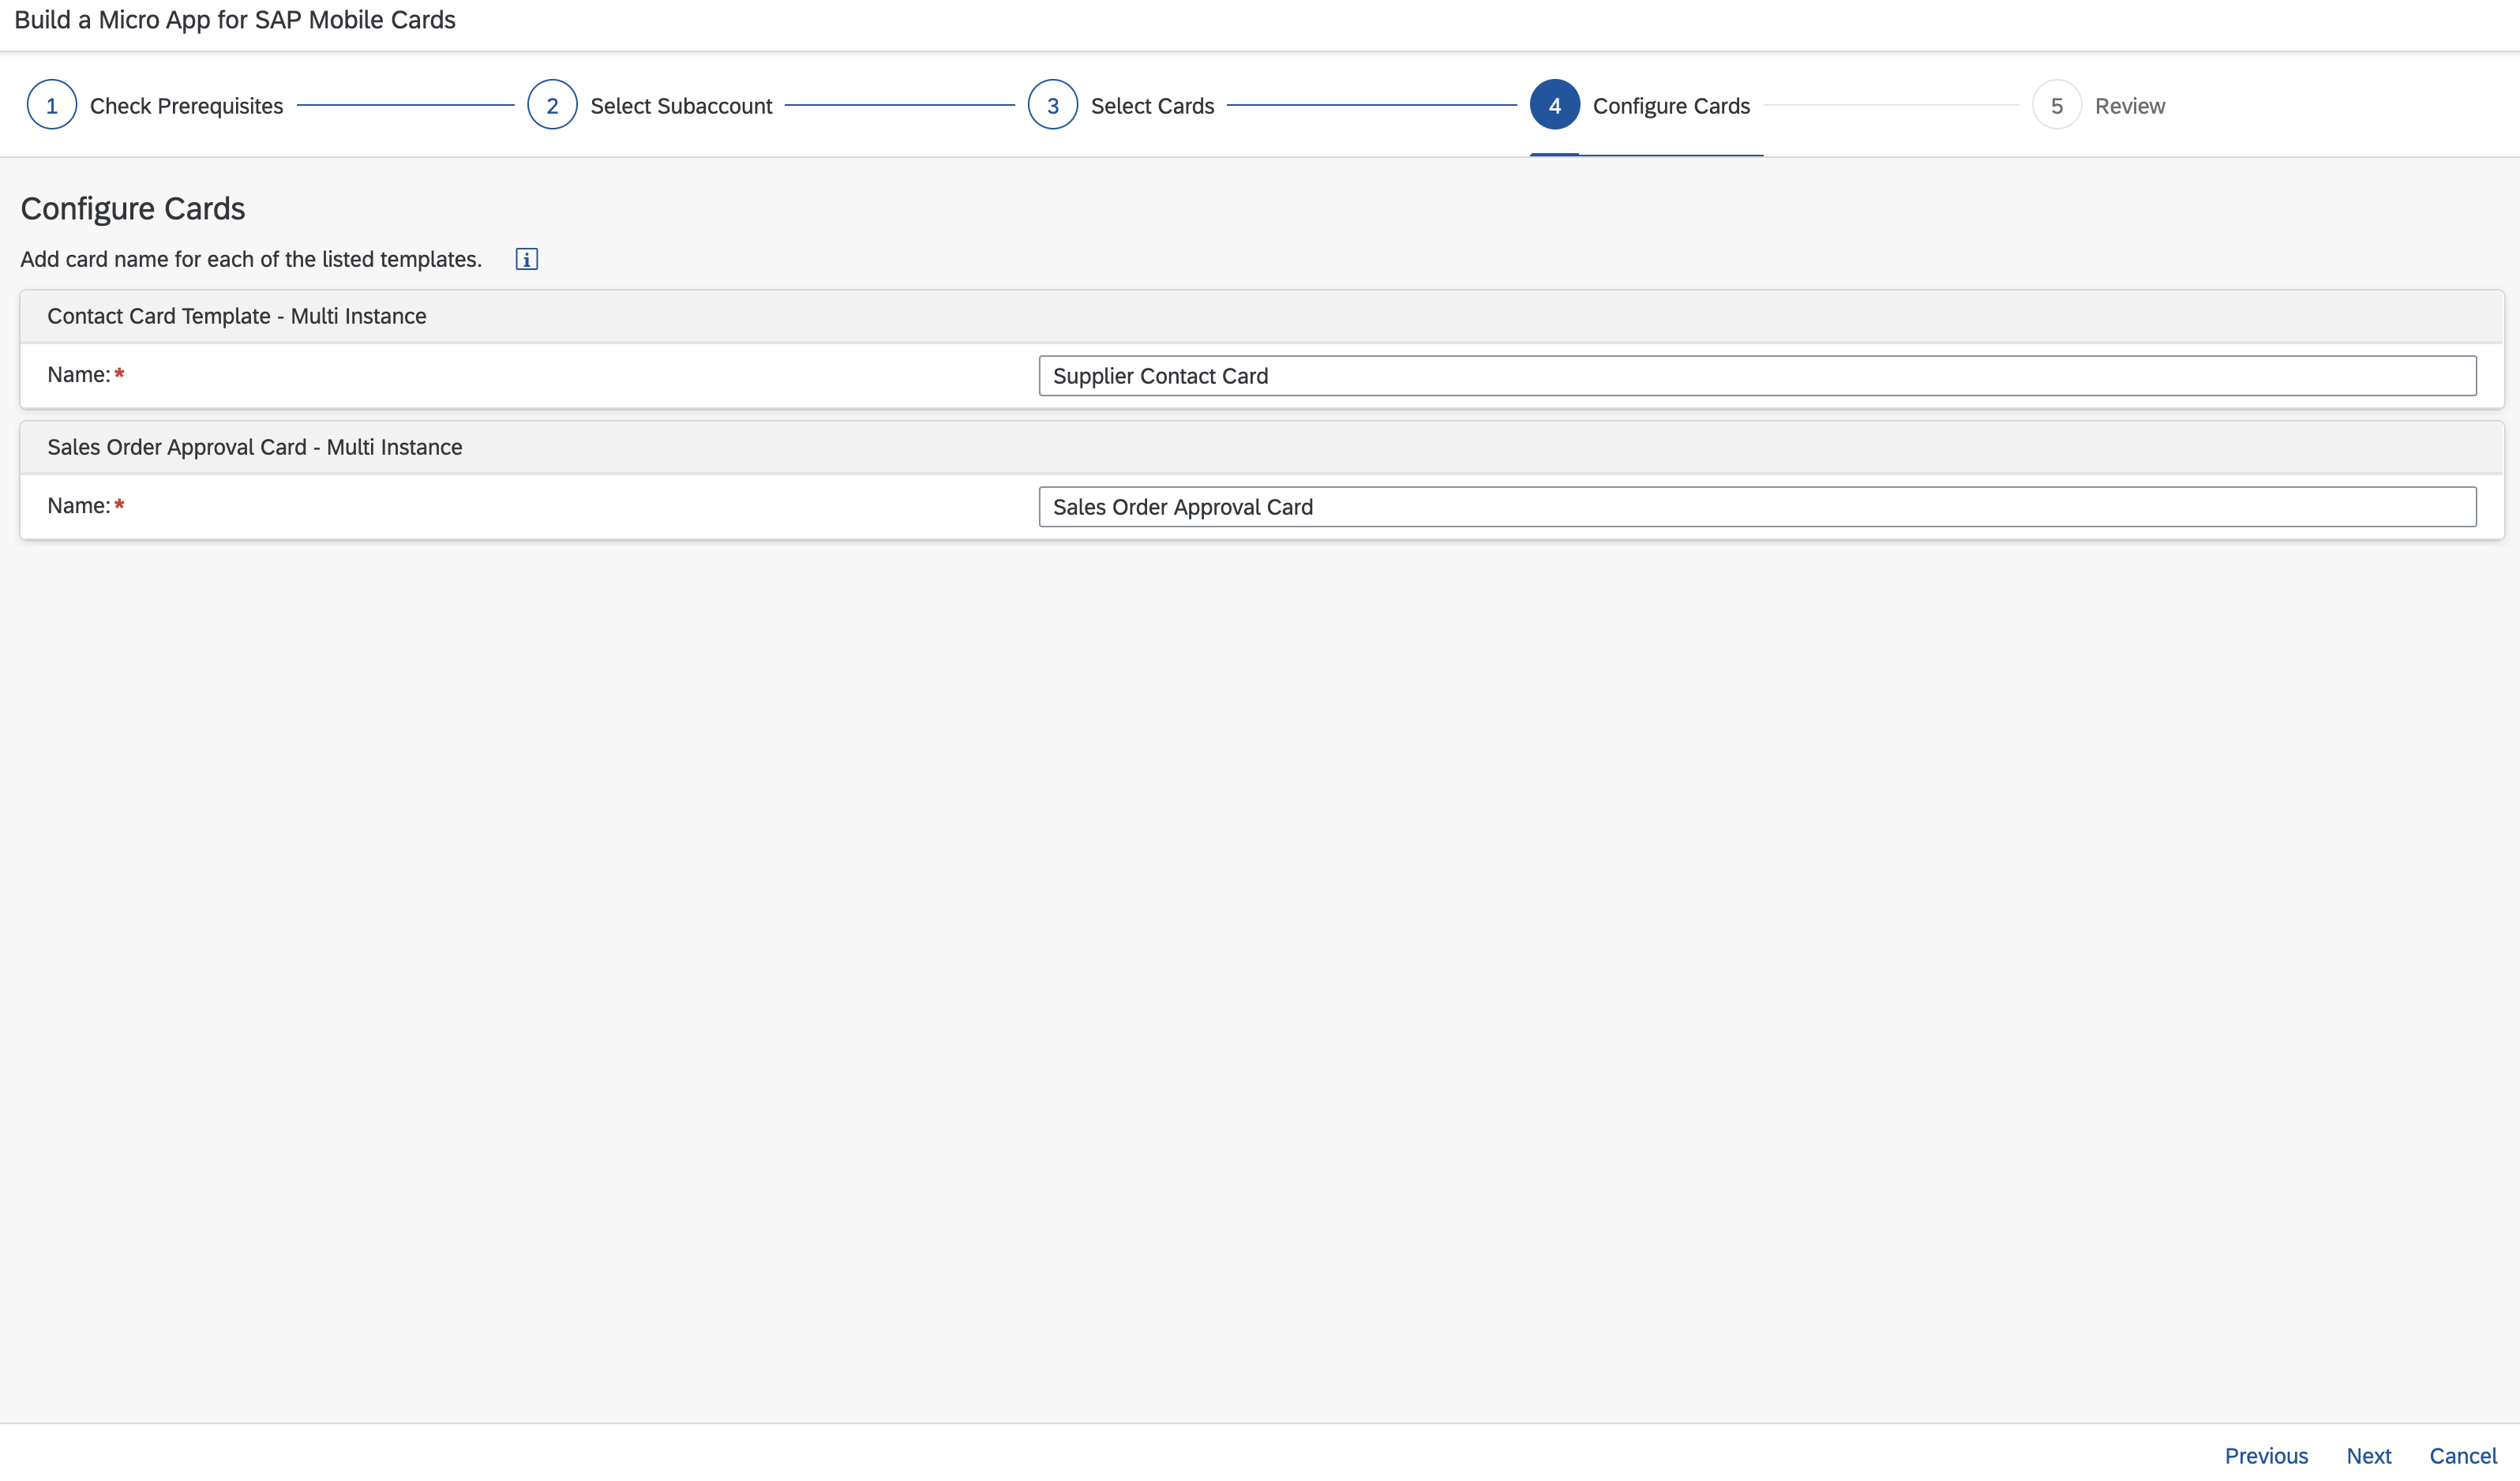 Build a Micro App for SAP Mobile Cards
1 Check Prerequisites 2 Select Subaccount 3 Select Cards 4 Configure Cards 5 Review
Configure Cards
Add card name for each of the listed templates. i
Contact Card Template - Multi Instance
Name:* Supplier Contact Card
Sales Order Approval Card - Multi Instance
Name:* Sales Order Approval Card
Previous Next Cancel